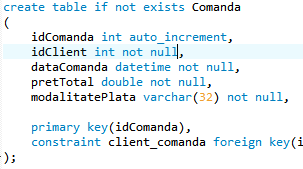 create table if not exists Comanda
(
idComanda int auto_increment,
idClient int not null,
dataComanda datetime not null,
pretTotal double not null,
modalitatePlata varchar(32) not null,
primary key(idComanda),
constraint client_comanda foreign key(i
);